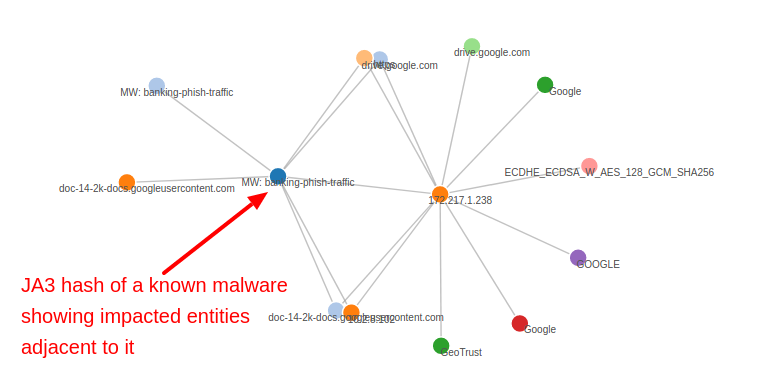 drive.google.com
drive.google.com
Google
MW: banking-phish-traffic
ECDHE_ECDSA_W_AES_128_GCM_SHA256
MW: banking-phish-traffic
doc-14-2k-docs.googleusercontent.com
172.217.1.238
GOOGLE
JA3 hash of a known malware
showing impacted entities
adjacent to it
doc-14-2k-docs.googleusercontent.com
Google
GeoTrust